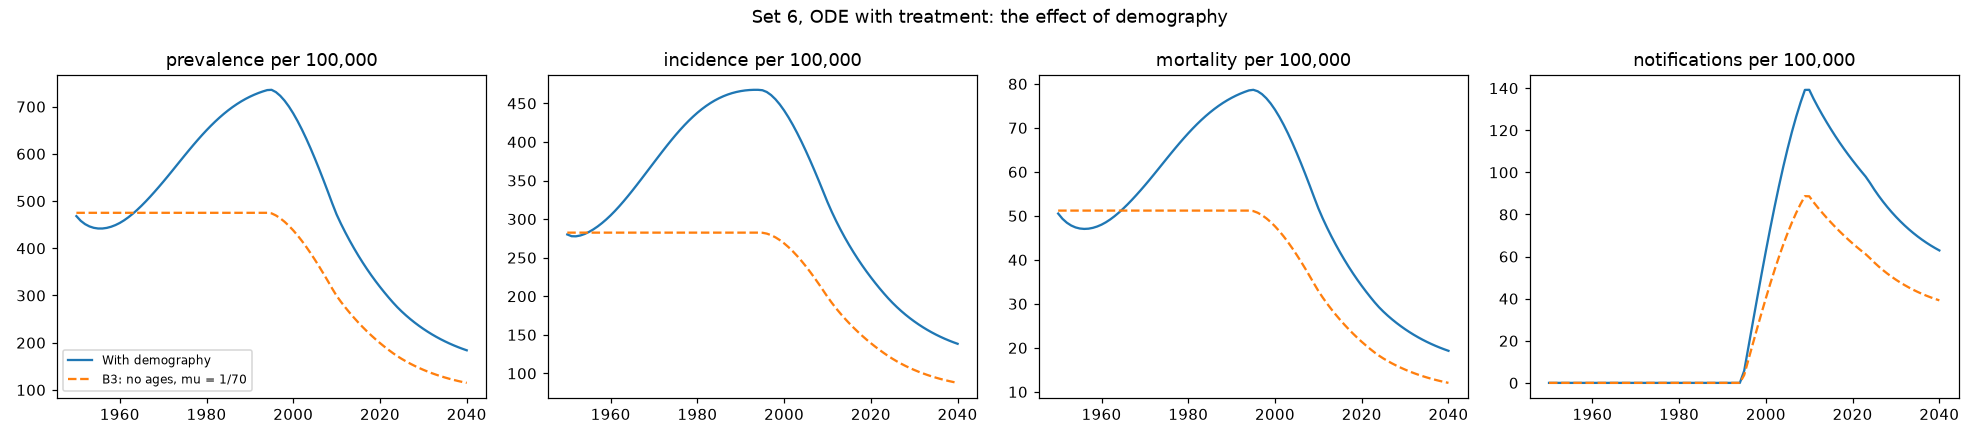 Set 6, ODE with treatment: the effect of demography
prevalence per 100,000
700
600
500
400
300
200
100
With demography
B3: no ages, mu = 1/70
1960 1980 2000 2020 2040
incidence per 100,000
450
400
350
300
250
200
150
100
1960 1980 2000 2020 2040
mortality per 100,000
80
70
60
50
40
30
20
10
1960 1980 2000 2020 2040
notifications per 100,000
140
120
100
80
60
40
20
0
1960 1980 2000 2020 2040